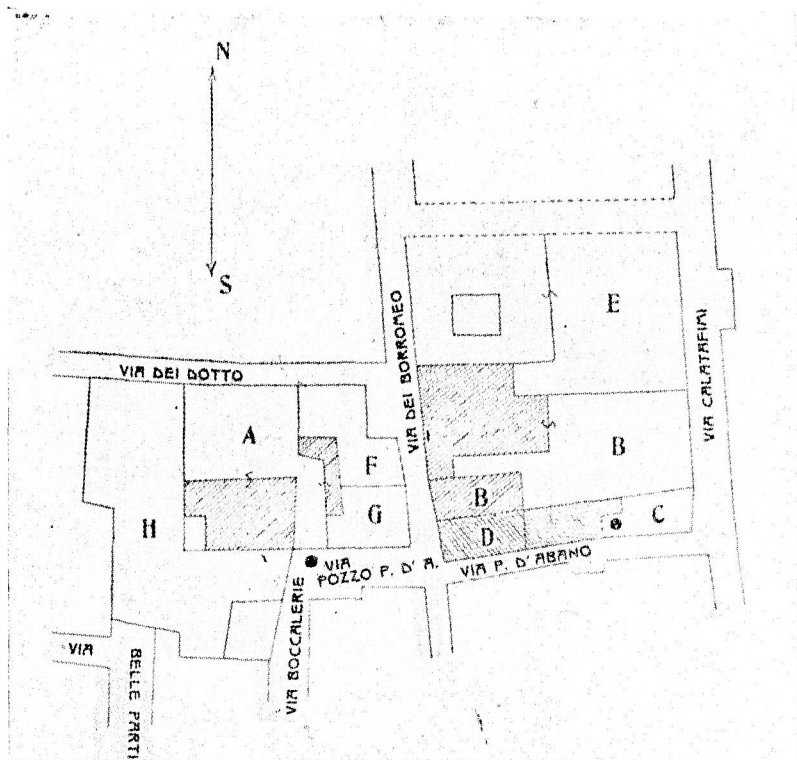 N
S
VIA DEI DOTTO
VIA DEI BORROMEO
VIA CALATAFIMI
E
A
B
F
B
G
H
D
C
VIA
POZZO P. D'A.
VIA P. D'ABANO
VIA BOCCALERIE
VIA
BELLE PARTI